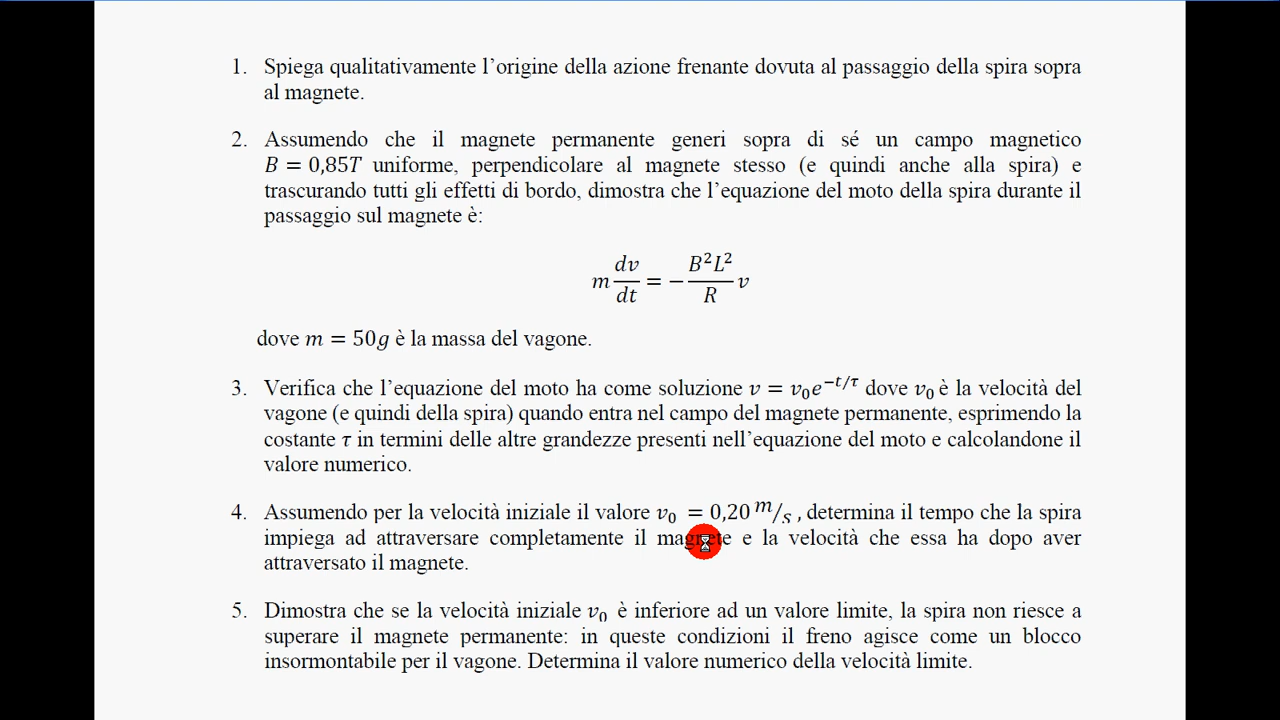 1. Spiega qualitativamente l’origine della azione frenante dovuta al passaggio della spira sopra
al magnete.
2. Assumendo che il magnete permanente generi sopra di sé un campo magnetico
B = 0,85T uniforme, perpendicolare al magnete stesso (e quindi anche alla spira) e
trascurando tutti gli effetti di bordo, dimostra che l’equazione del moto della spira durante il
passaggio sul magnete è:
m dv/dt = − B²L²/R v
dove m = 50g è la massa del vagone.
3. Verifica che l’equazione del moto ha come soluzione v = v₀e^(−t/τ) dove v₀ è la velocità del
vagone (e quindi della spira) quando entra nel campo del magnete permanente, esprimendo la
costante τ in termini delle altre grandezze presenti nell’equazione del moto e calcolandone il
valore numerico.
4. Assumendo per la velocità iniziale il valore v₀ = 0,20 m/s , determina il tempo che la spira
impiega ad attraversare completamente il magnete e la velocità che essa ha dopo aver
attraversato il magnete.
5. Dimostra che se la velocità iniziale v₀ è inferiore ad un valore limite, la spira non riesce a
superare il magnete permanente: in queste condizioni il freno agisce come un blocco
insormontabile per il vagone. Determina il valore numerico della velocità limite.